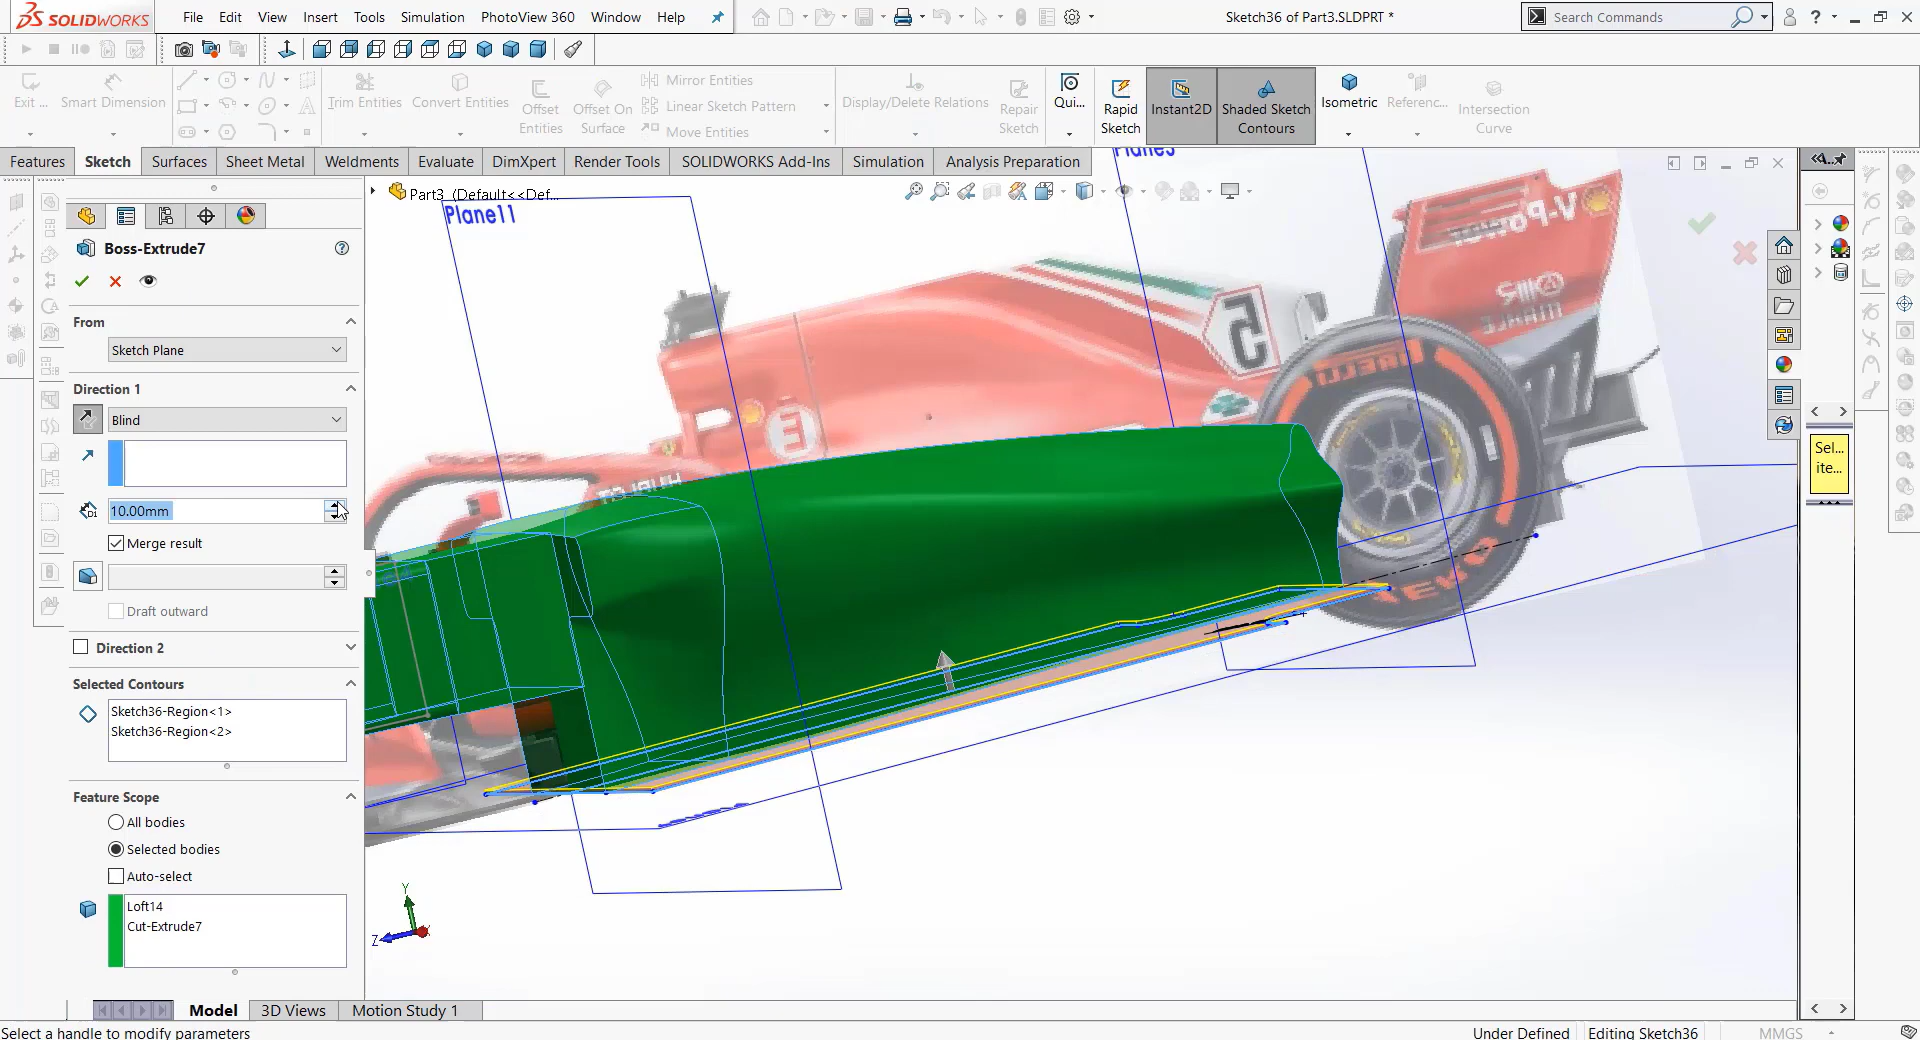 SOLIDWORKS File Edit View Insert Tools Simulation PhotoView 360 Window Help Sketch36 of Part3.SLDPRT * Search Commands ?
Exit ... Smart Dimension Trim Entities Convert Entities Offset Entities Offset On Surface Mirror Entities Linear Sketch Pattern Move Entities Display/Delete Relations Repair Sketch Qui... Rapid Sketch Instant2D Shaded Sketch Contours Isometric Referenc... Intersection Curve
Features Sketch Surfaces Sheet Metal Weldments Evaluate DimXpert Render Tools SOLIDWORKS Add-Ins Simulation Analysis Preparation
Part3 (Default<<Def...
Plane11
Boss-Extrude7
From
Sketch Plane
Direction 1
Blind
10.00mm
Merge result
Draft outward
Direction 2
Selected Contours
Sketch36-Region<1>
Sketch36-Region<2>
Feature Scope
All bodies
Selected bodies
Auto-select
Loft14
Cut-Extrude7
Sel...
ite...
Y
Z
Model 3D Views Motion Study 1
Select a handle to modify parameters Under Defined Editing Sketch36 MMGS